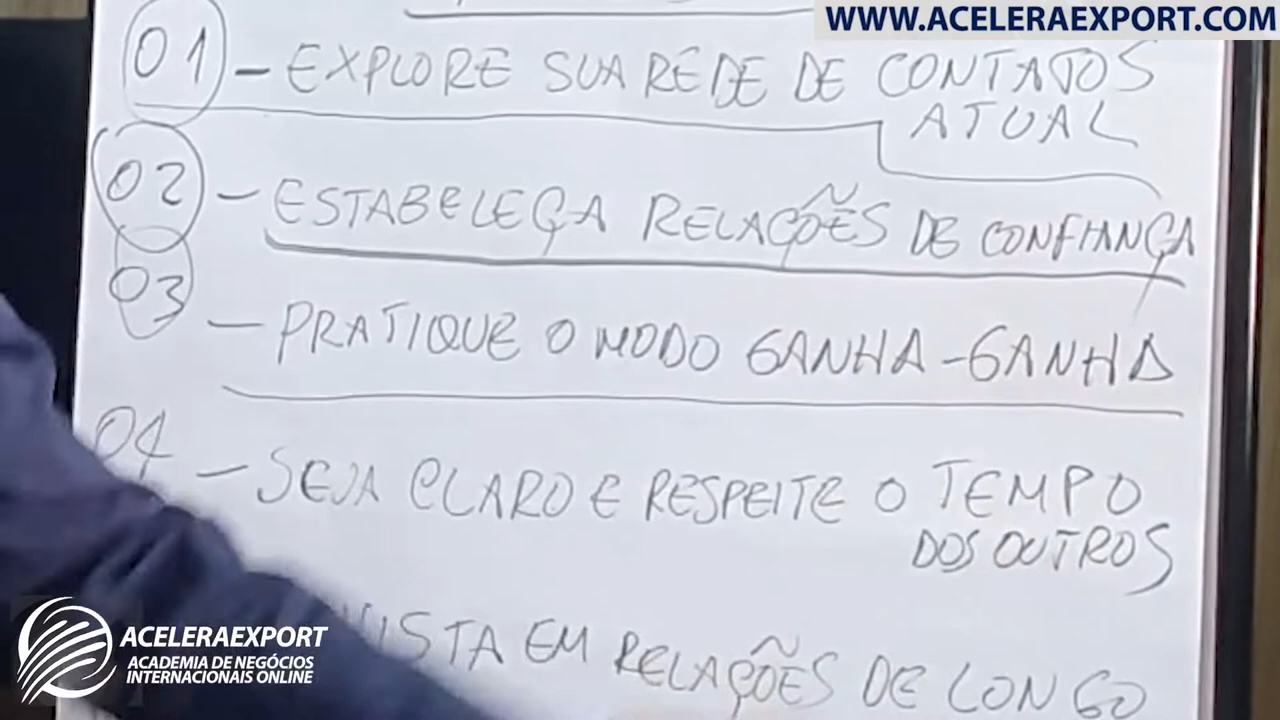 WWW.ACELERAEXPORT.COM
01 - EXPLORE SUA REDE DE CONTATOS
ATUAL
02 - ESTABELEÇA RELAÇÕES DE CONFIANÇA
03 - PRATIQUE O MODO GANHA-GANHA
04 - SEJA CLARO E RESPEITE O TEMPO
DOS OUTROS
EM RELAÇÕES DE LONGO
ACELERAEXPORT
ACADEMIA DE NEGÓCIOS
INTERNACIONAIS ONLINE